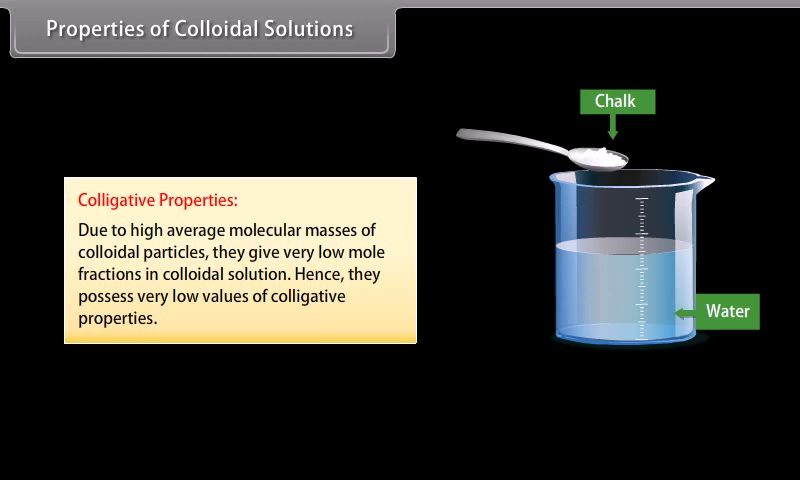 Properties of Colloidal Solutions
Chalk
Colligative Properties:
Due to high average molecular masses of
colloidal particles, they give very low mole
fractions in colloidal solution. Hence, they
possess very low values of colligative
properties.
Water